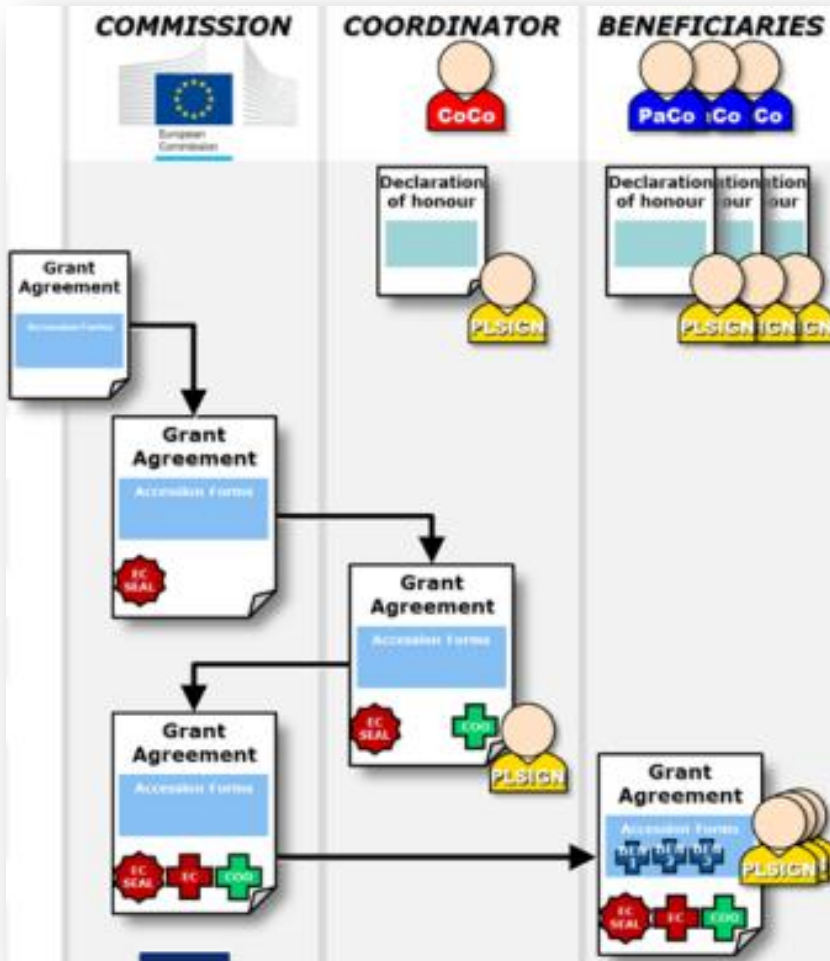 COMMISSION
COORDINATOR
BENEFICIARIES
European
Commission
CoCo
PaCo
Co
Declaration
of honour
PLSIGN
Declaration
of honour
PLSIGN
Grant
Agreement
Accession Forms
Grant
Agreement
Accession Forms
EC
SEAL
Grant
Agreement
Accession Forms
EC
SEAL
COO
PLSIGN
Grant
Agreement
Accession Forms
EC
SEAL
EC
COO
Grant
Agreement
Accession Forms
PLSIGN
EC
SEAL
EC
COO